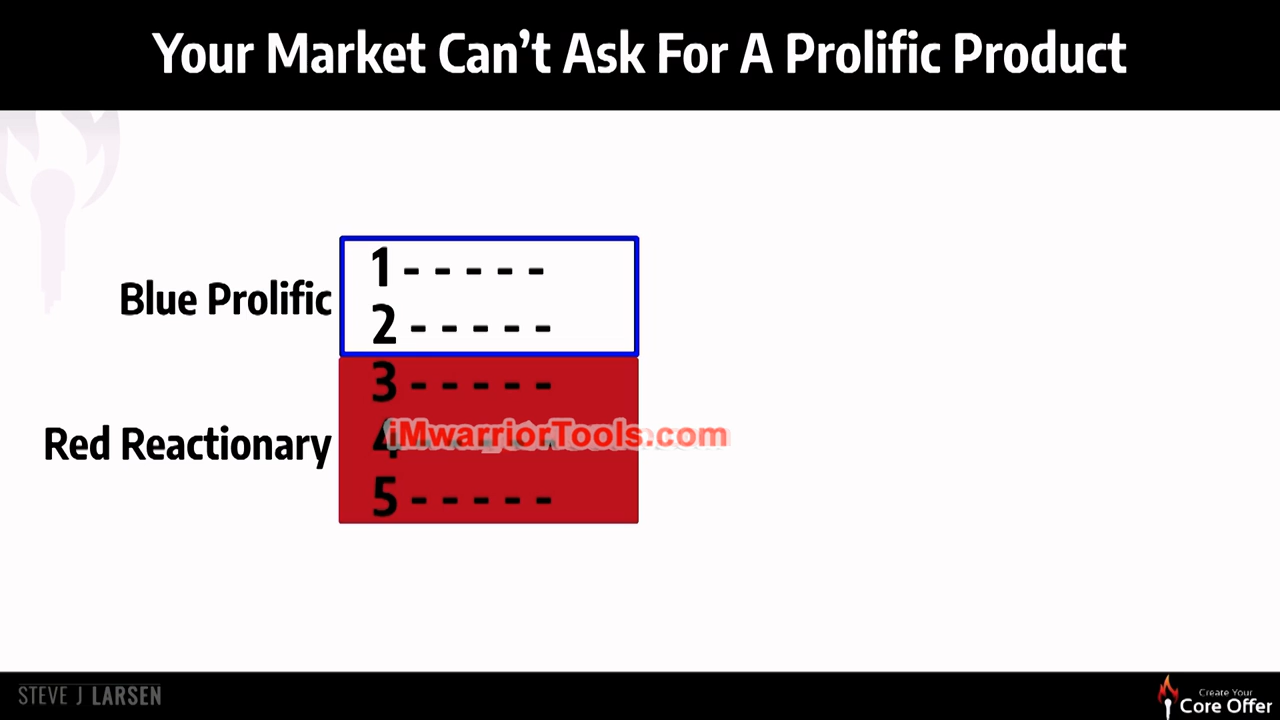 Your Market Can't Ask For A Prolific Product
Blue Prolific
1 - - - - -
2 - - - - -
Red Reactionary
3 - - - - -
4 - - - - -
5 - - - - -
iMwarriorTools.com
STEVE J LARSEN
Create Your
Core Offer